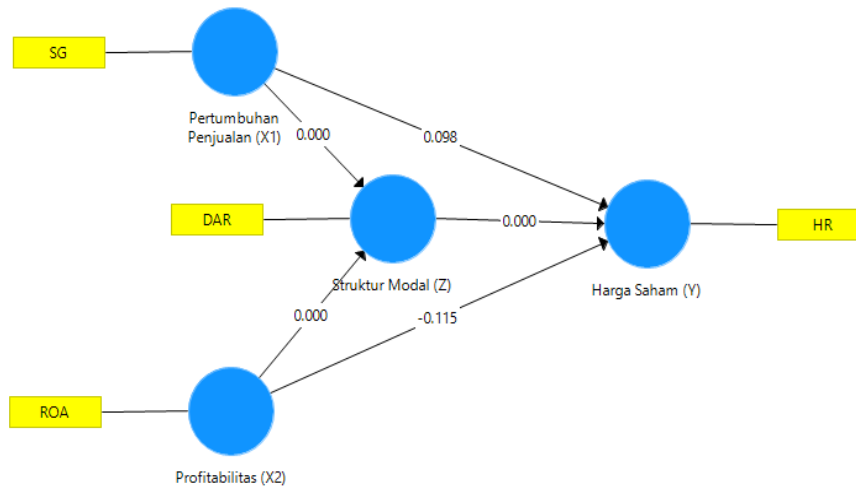 SG
Pertumbuhan
Penjualan (X1)
0.000
0.098
DAR
0.000
HR
Struktur Modal (Z)
Harga Saham (Y)
0.000
-0.115
ROA
Profitabilitas (X2)